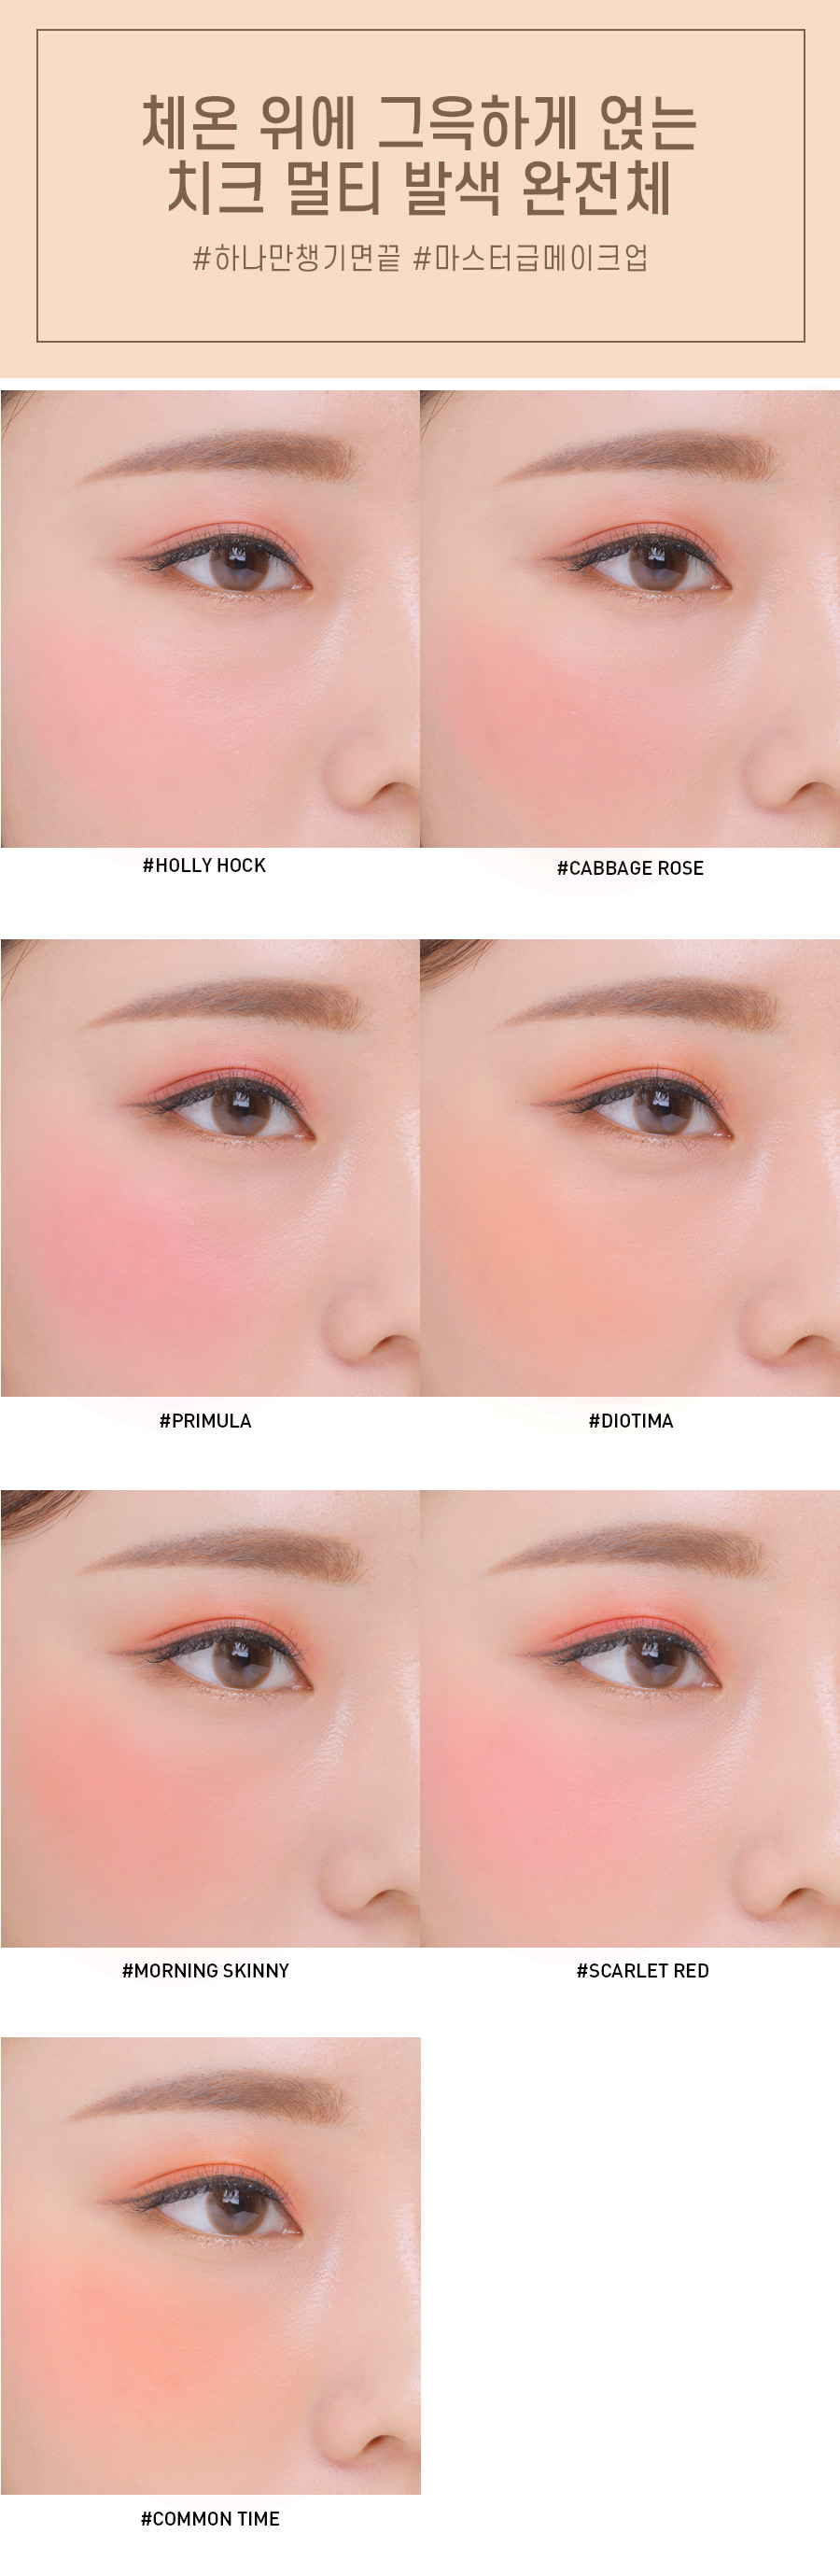 체온 위에 그윽하게 얹는
치크 멀티 발색 완전체
#하나만챙기면끝 #마스터급메이크업
#HOLLY HOCK
#CABBAGE ROSE
#PRIMULA
#DIOTIMA
#MORNING SKINNY
#SCARLET RED
#COMMON TIME